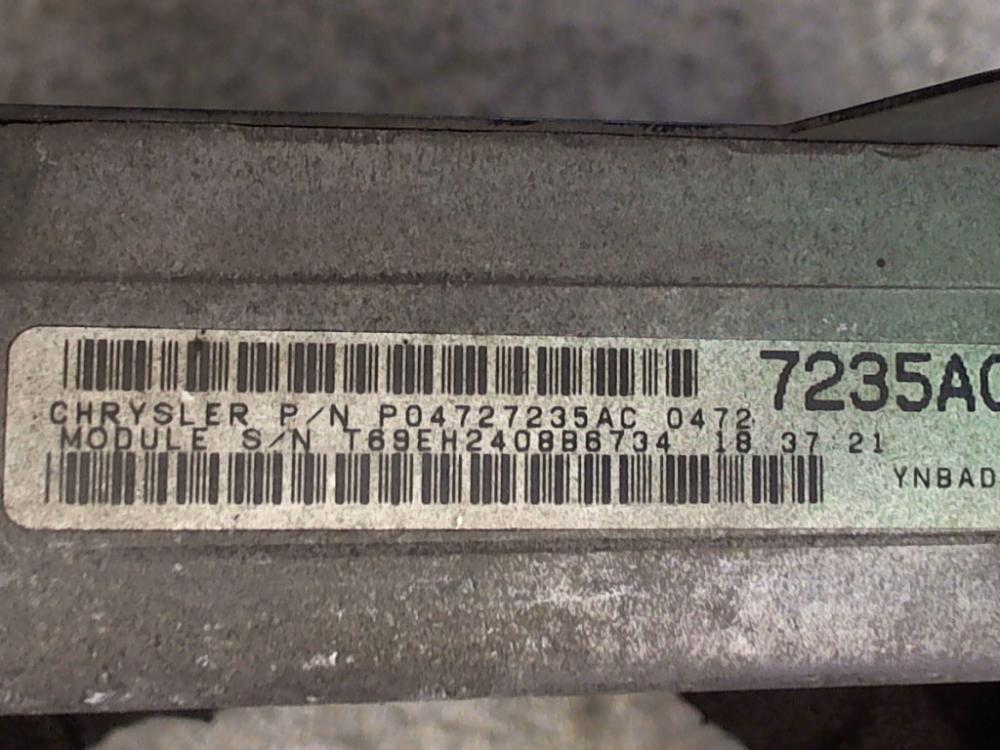 7235AC
CHRYSLER P/N P04727235AC 0472
MODULE S/N T69EH2408B6734 18 37 21
YNBAD